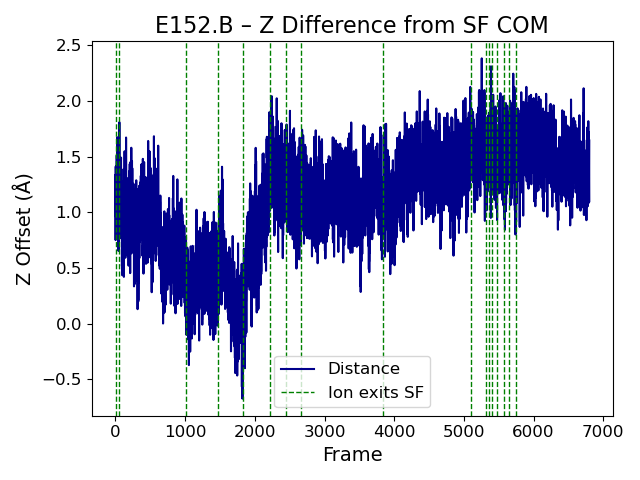 E152.B – Z Difference from SF COM
Z Offset (Å)
2.5
2.0
1.5
1.0
0.5
0.0
−0.5
Distance
Ion exits SF
0 1000 2000 3000 4000 5000 6000 7000
Frame